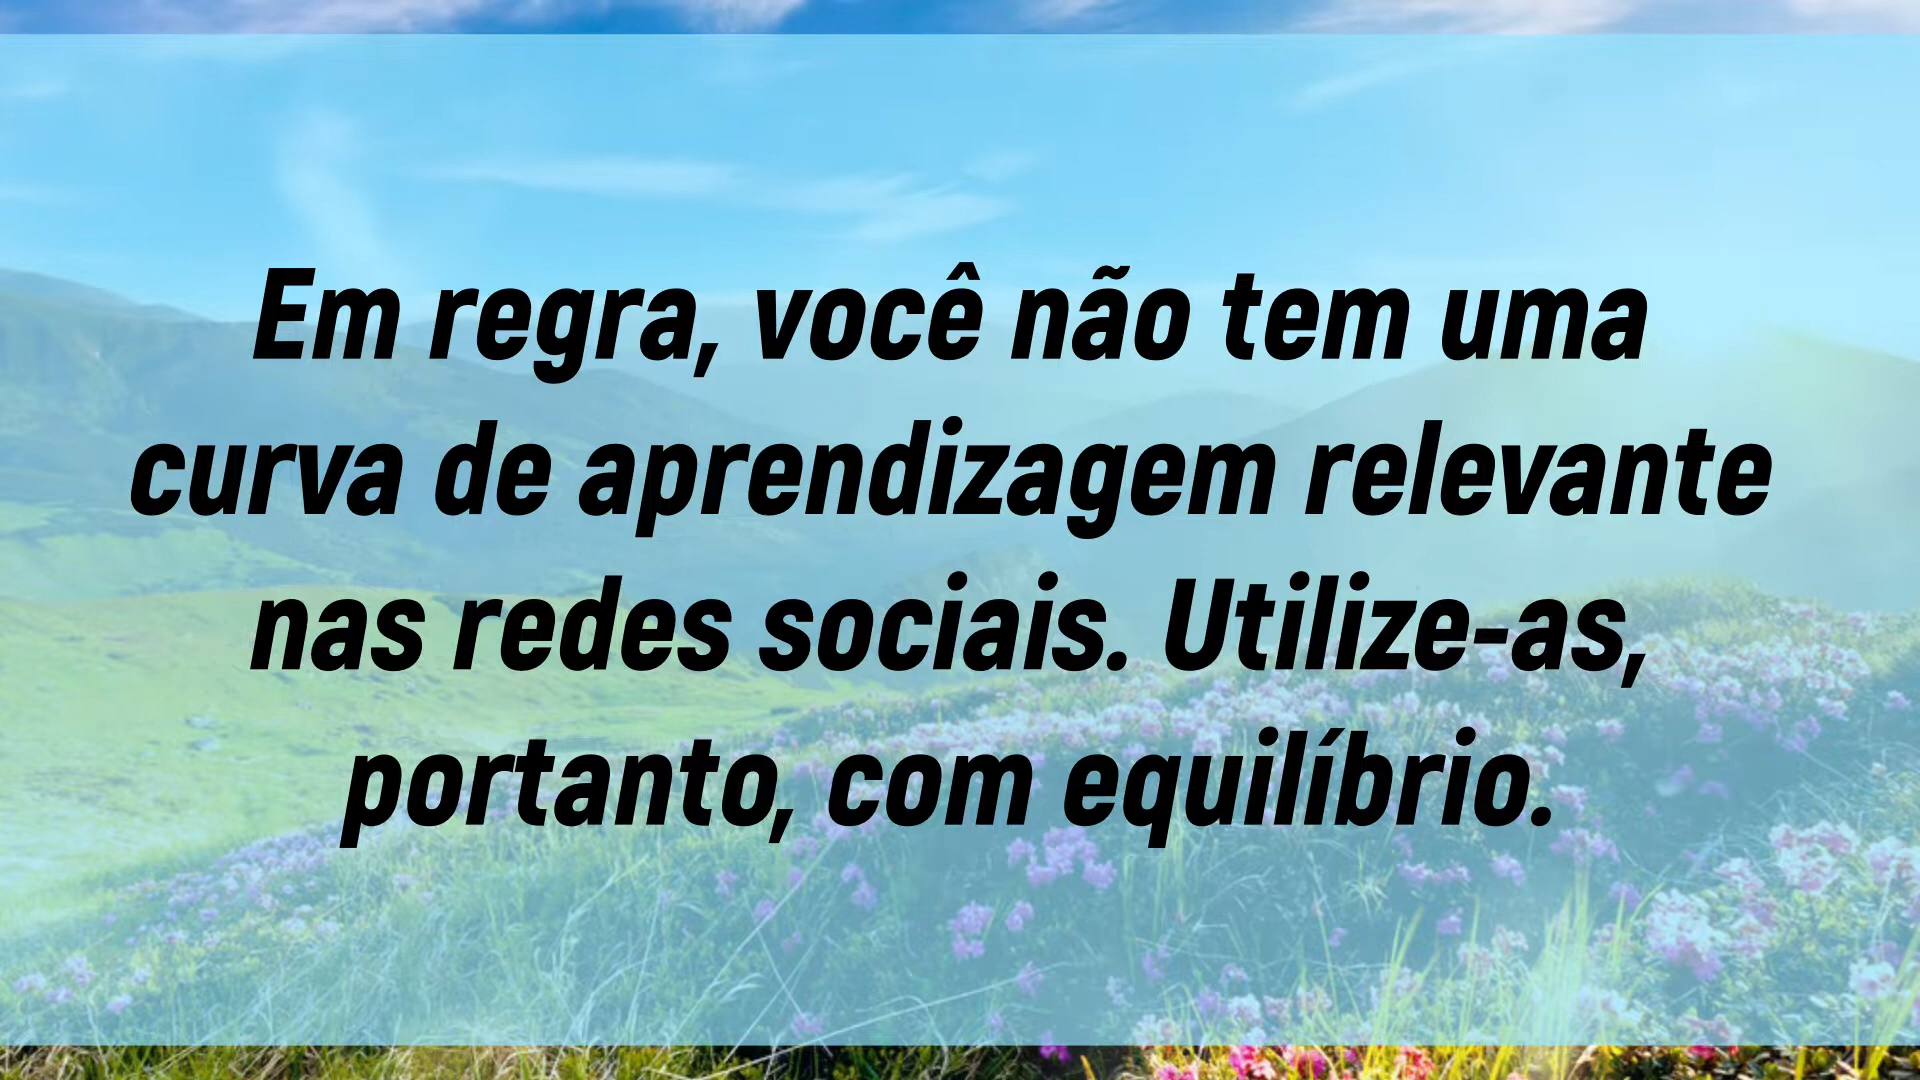 Em regra, você não tem uma
curva de aprendizagem relevante
nas redes sociais. Utilize-as,
portanto, com equilíbrio.